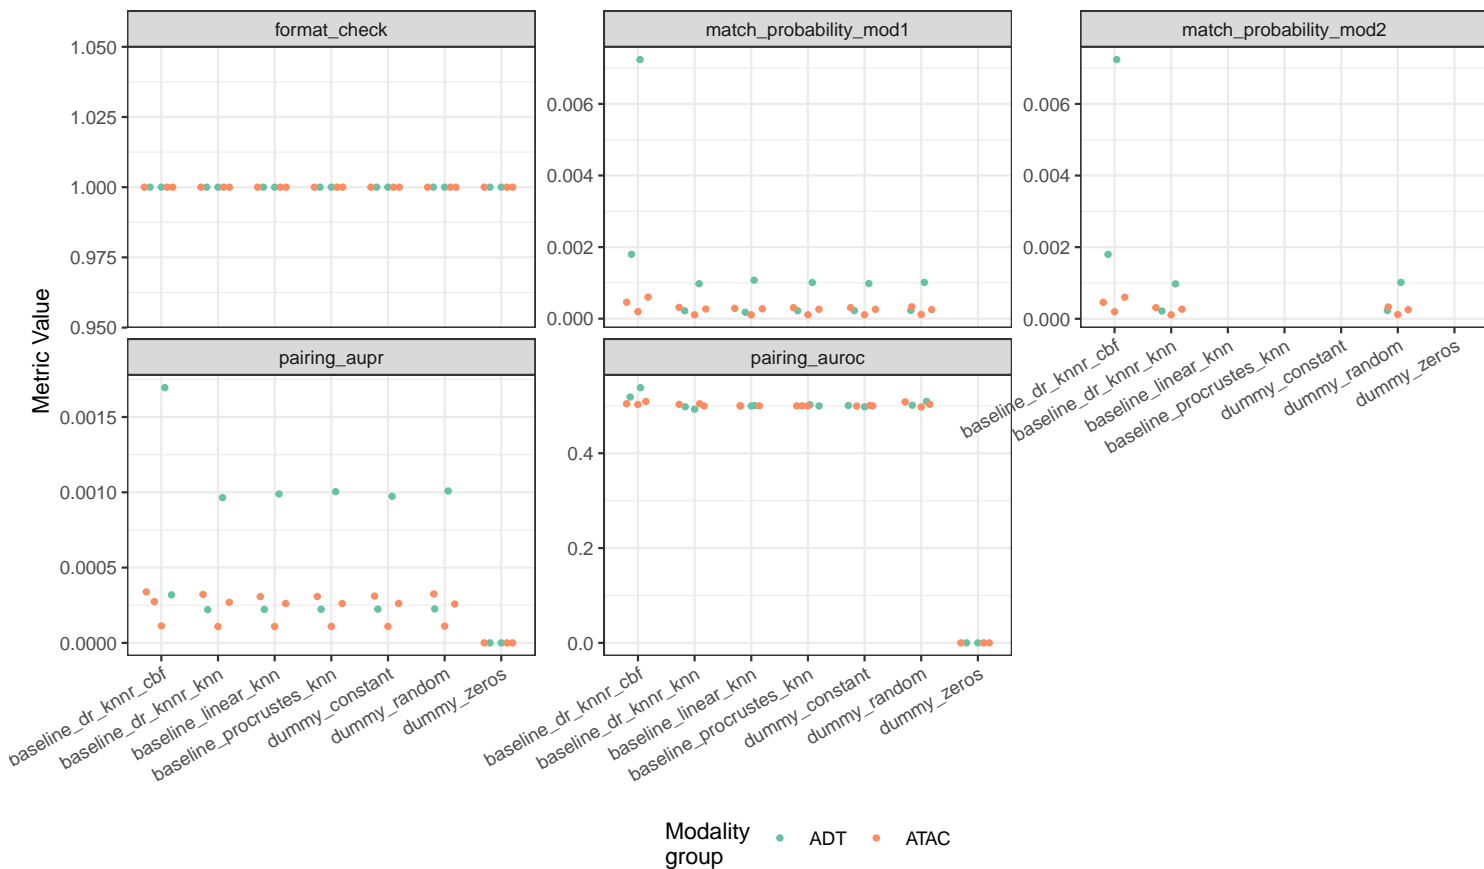 format_check
match_probability_mod1
match_probability_mod2
1.050
1.025
1.000
0.975
0.950
0.006
0.004
0.002
0.000
0.006
0.004
0.002
0.000
Metric Value
pairing_aupr
pairing_auroc
0.0015
0.0010
0.0005
0.0000
0.4
0.2
0.0
baseline_dr_knnr_cbf
baseline_dr_knnr_knn
baseline_linear_knn
baseline_procrustes_knn
dummy_constant
dummy_random
dummy_zeros
baseline_dr_knnr_cbf
baseline_dr_knnr_knn
baseline_linear_knn
baseline_procrustes_knn
dummy_constant
dummy_random
dummy_zeros
baseline_dr_knnr_cbf
baseline_dr_knnr_knn
baseline_linear_knn
baseline_procrustes_knn
dummy_constant
dummy_random
dummy_zeros
Modality
group
ADT
ATAC